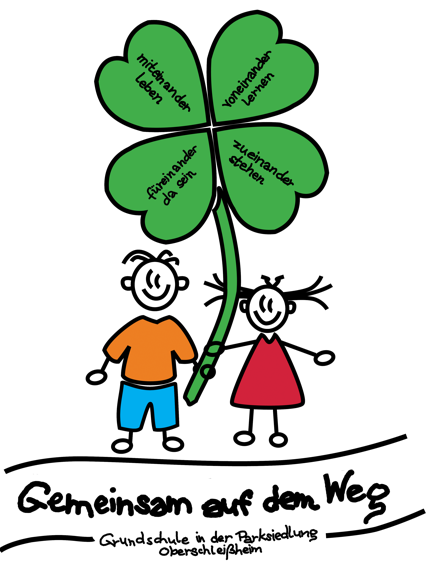 miteinander
leben
voneinander
lernen
füreinander
da sein
zueinander
stehen
Gemeinsam auf dem Weg
Grundschule in der Parksiedlung
Oberschleißheim